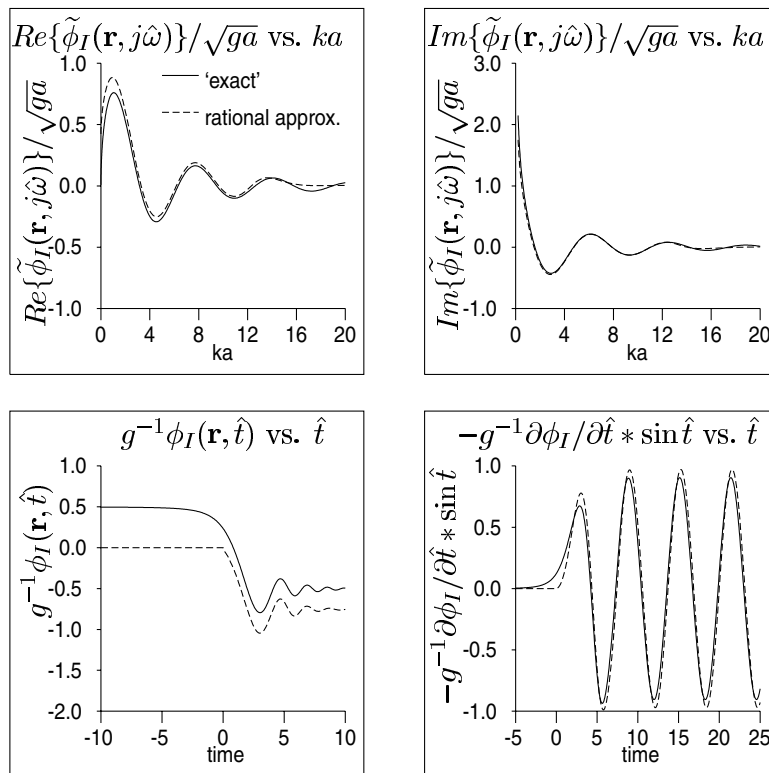 Re{ϕ̃_I(𝐫, jω̂)}/√ga vs. ka
Re{ϕ̃_I(𝐫, jω̂)}/√ga
1.0
0.5
0.0
-0.5
-1.0
'exact'
rational approx.
0 4 8 12 16 20
ka
Im{ϕ̃_I(𝐫, jω̂)}/√ga vs. ka
Im{ϕ̃_I(𝐫, jω̂)}/√ga
3.0
2.0
1.0
0.0
-1.0
0 4 8 12 16 20
ka
g⁻¹ϕ_I(𝐫, t̂) vs. t̂
g⁻¹ϕ_I(𝐫, t̂)
1.0
0.5
0.0
-0.5
-1.0
-1.5
-2.0
-10 -5 0 5 10
time
−g⁻¹∂ϕ_I/∂t̂ * sin t̂ vs. t̂
−g⁻¹∂ϕ_I/∂t̂ * sin t̂
1.0
0.5
0.0
-0.5
-1.0
-5 0 5 10 15 20 25
time